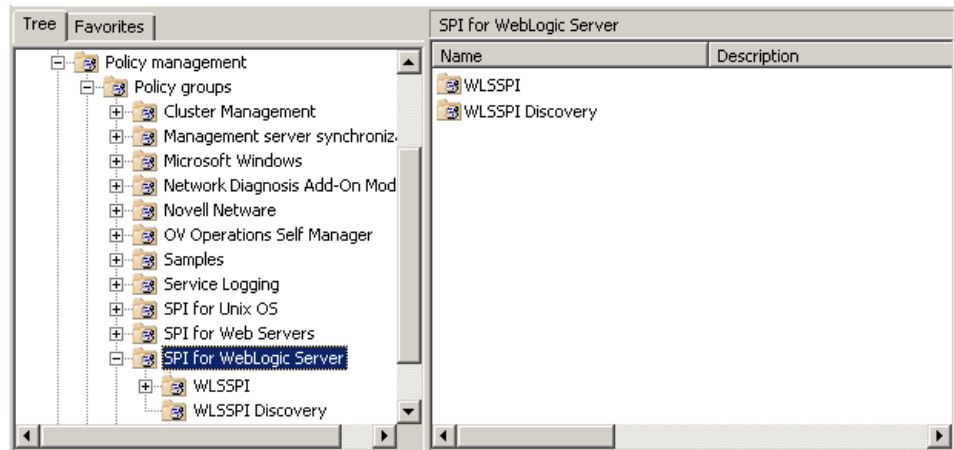 Tree
Favorites
SPI for WebLogic Server
Name
Description
Policy management
Policy groups
Cluster Management
Management server synchroniz
Microsoft Windows
Network Diagnosis Add-On Mod
Novell Netware
OV Operations Self Manager
Samples
Service Logging
SPI for Unix OS
SPI for Web Servers
SPI for WebLogic Server
WLSSPI
WLSSPI Discovery
WLSSPI
WLSSPI Discovery